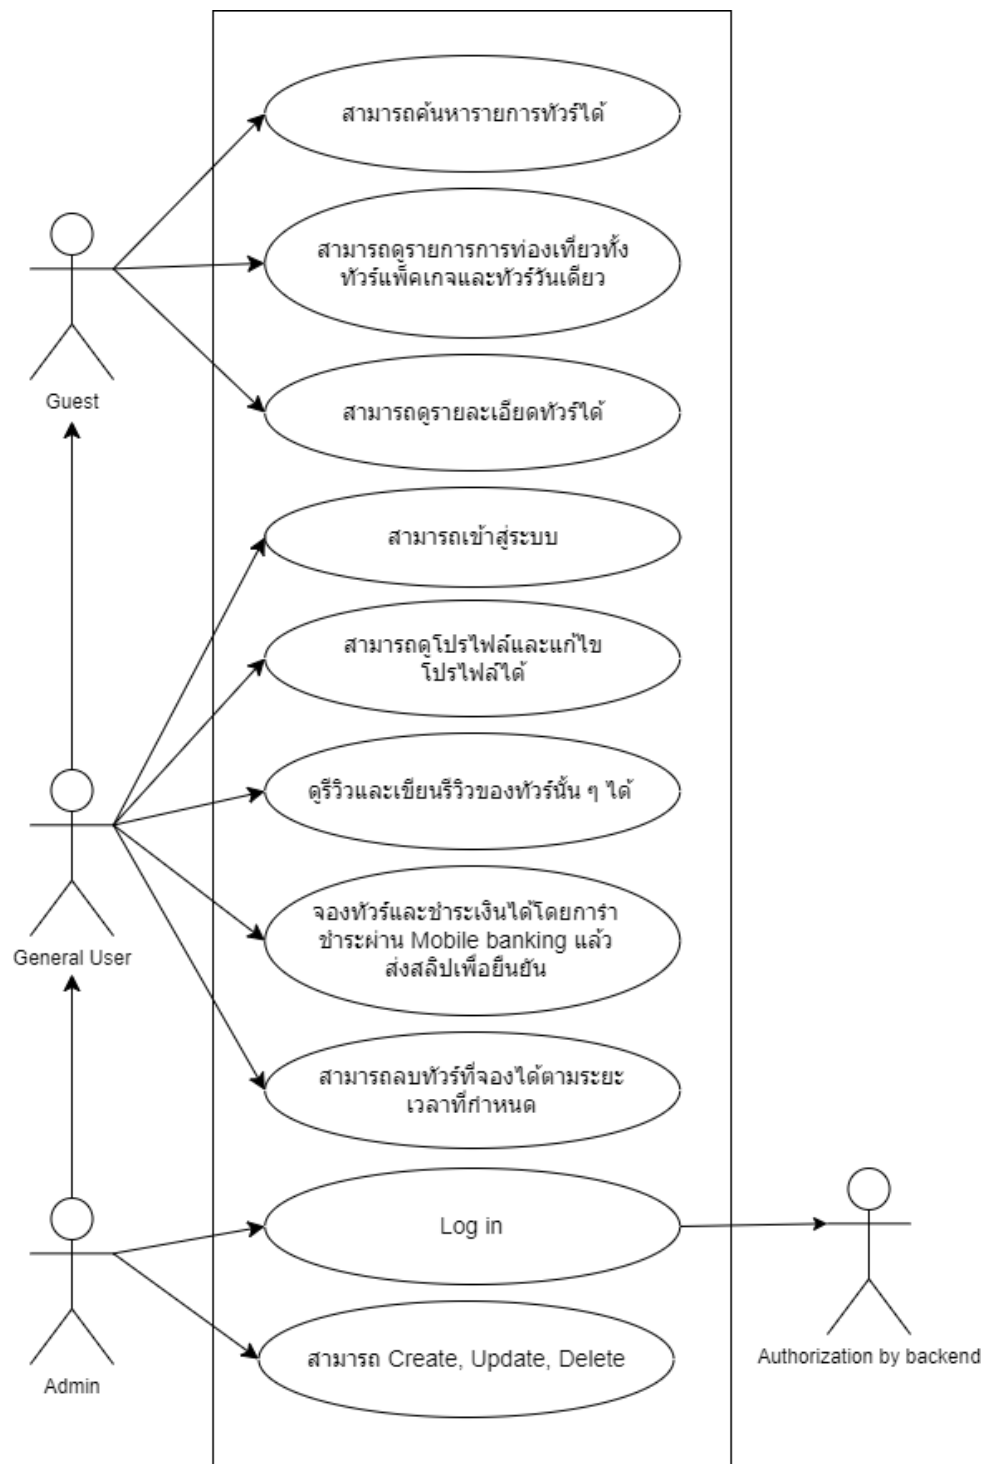 สามารถค้นหารายการทัวร์ได้
สามารถดูรายการการท่องเที่ยวทั้ง
ทัวร์แพ็คเกจและทัวร์วันเดียว
Guest
สามารถดูรายละเอียดทัวร์ได้
สามารถเข้าสู่ระบบ
สามารถดูโปรไฟล์และแก้ไข
โปรไฟล์ได้
ดูรีวิวและเขียนรีวิวของทัวร์นั้น ๆ ได้
จองทัวร์และชำระเงินได้โดยการำ
ชำระผ่าน Mobile banking แล้ว
ส่งสลิปเพื่อยืนยัน
General User
สามารถลบทัวร์ที่จองได้ตามระยะ
เวลาที่กำหนด
Log in
สามารถ Create, Update, Delete
Admin
Authorization by backend